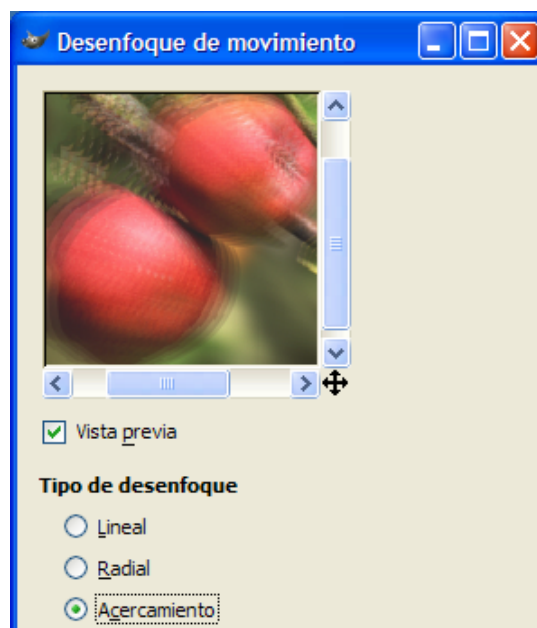 Desenfoque de movimiento
Vista previa
Tipo de desenfoque
Lineal
Radial
Acercamiento